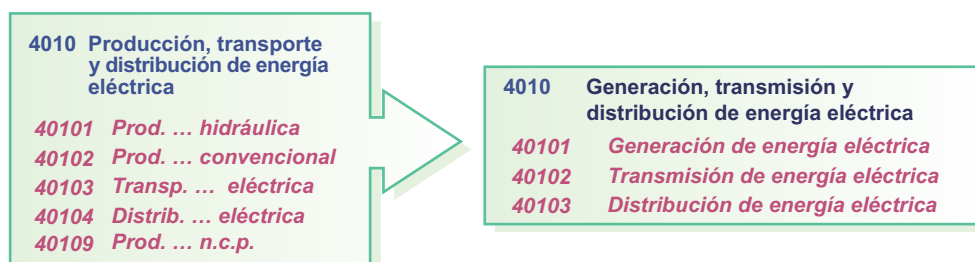 4010 Producción, transporte
y distribución de energía
eléctrica
40101 Prod. … hidráulica
40102 Prod. … convencional
40103 Transp. … eléctrica
40104 Distrib. … eléctrica
40109 Prod. … n.c.p.
4010 Generación, transmisión y
distribución de energía eléctrica
40101 Generación de energía eléctrica
40102 Transmisión de energía eléctrica
40103 Distribución de energía eléctrica